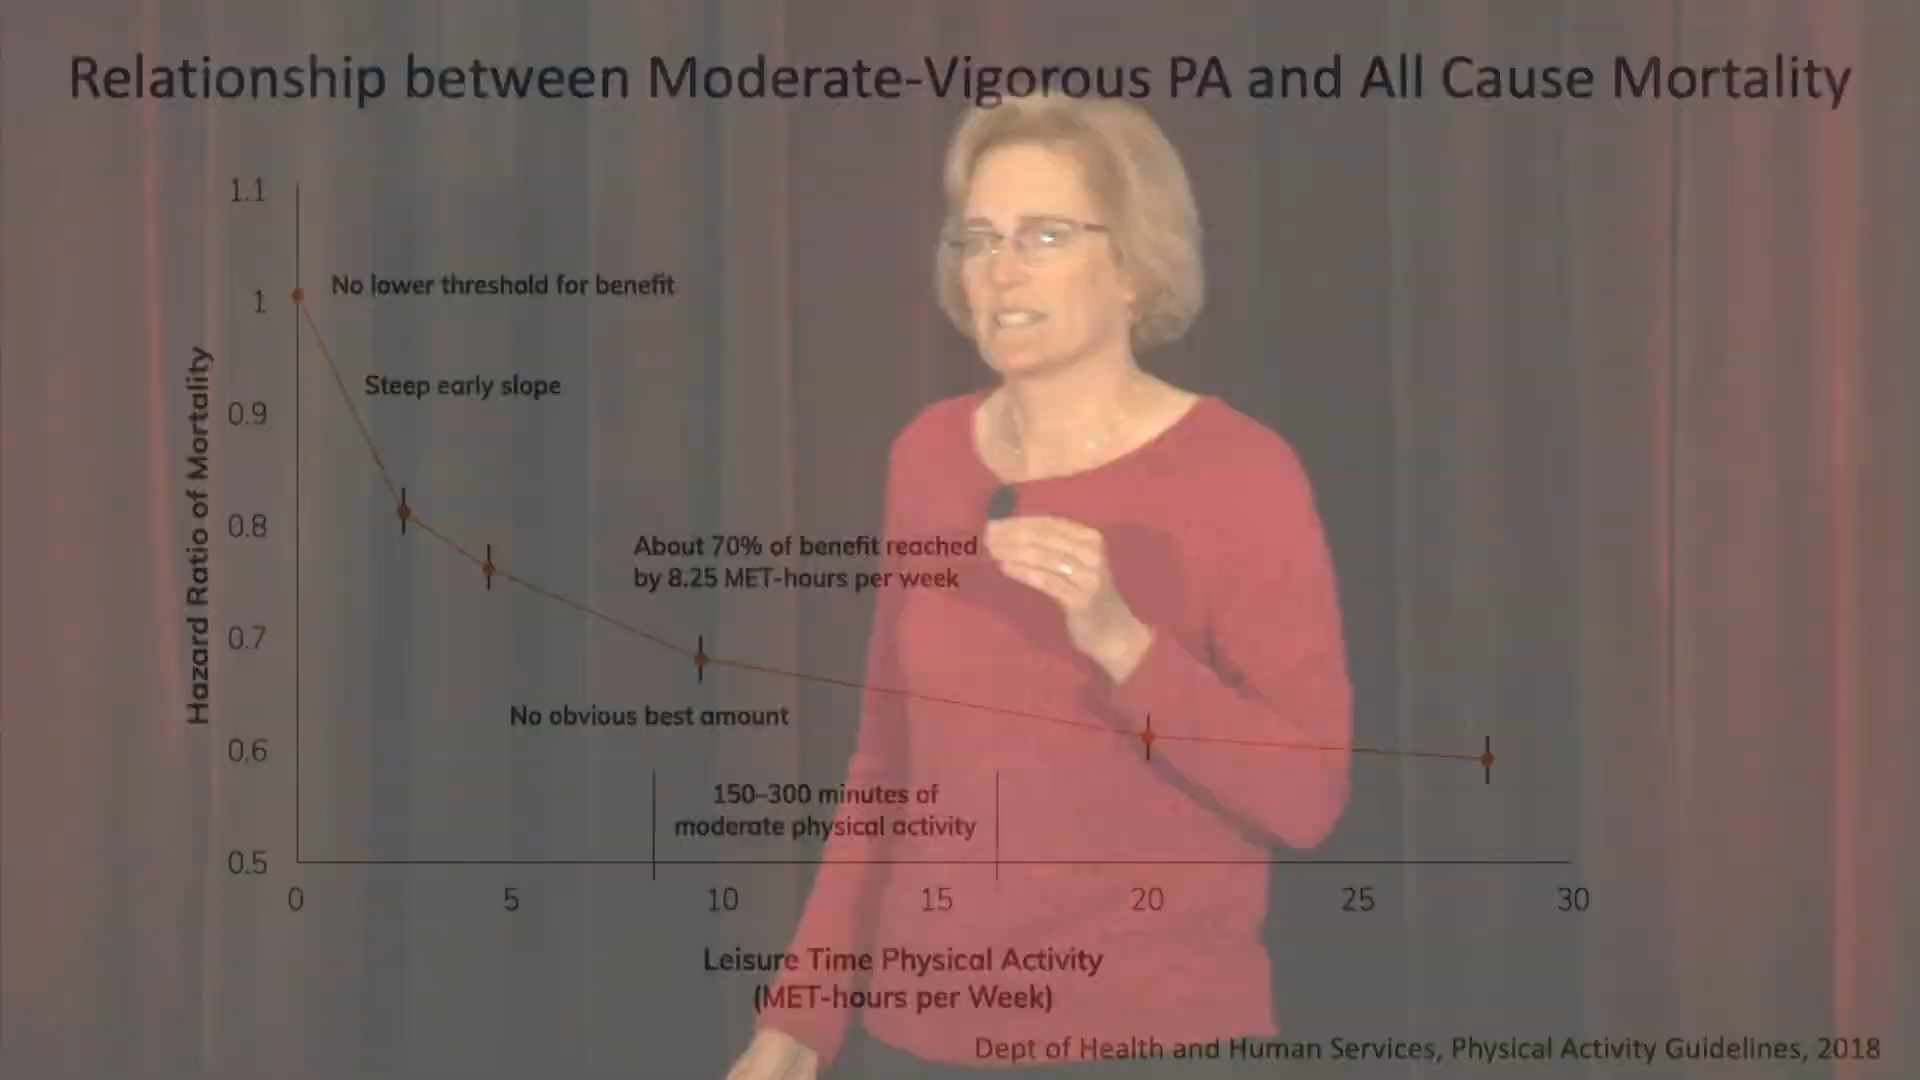 Relationship between Moderate-Vigorous PA and All Cause Mortality
1.1
1
0.9
0.8
0.7
0.6
0.5
Hazard Ratio of Mortality
No lower threshold for benefit
Steep early slope
About 70% of benefit reached
by 8.25 MET-hours per week
No obvious best amount
150–300 minutes of
moderate physical activity
0 5 10 15 20 25 30
Leisure Time Physical Activity
(MET-hours per Week)
Dept of Health and Human Services, Physical Activity Guidelines, 2018